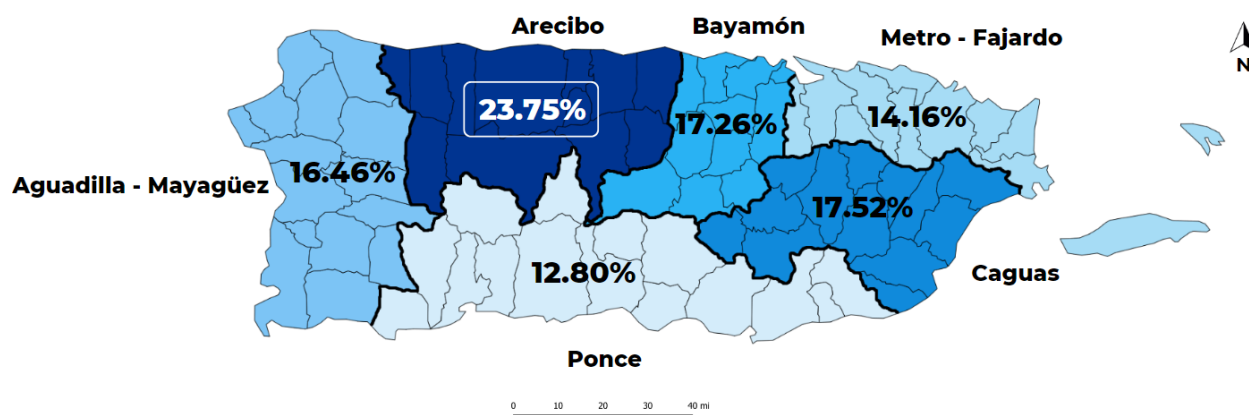 Arecibo
Bayamón
Metro - Fajardo
N
23.75%
17.26%
14.16%
Aguadilla - Mayagüez
16.46%
17.52%
12.80%
Caguas
Ponce
0 10 20 30 40 mi